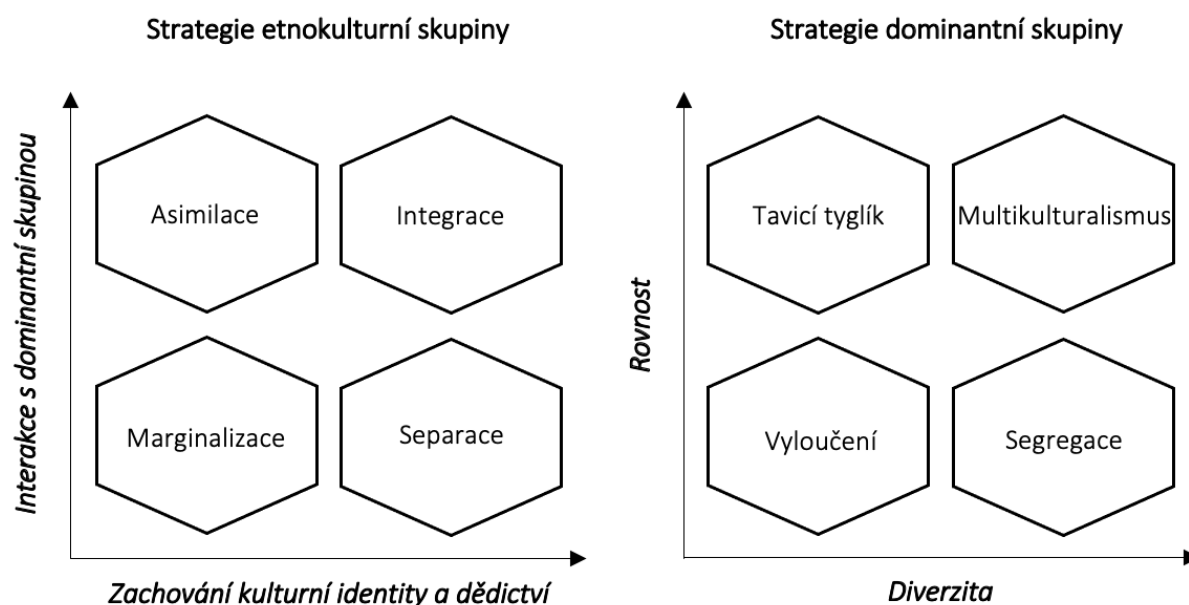 Strategie etnokulturní skupiny
Interakce s dominantní skupinou
Asimilace
Integrace
Marginalizace
Separace
Zachování kulturní identity a dědictví
Strategie dominantní skupiny
Rovnost
Tavicí tyglík
Multikulturalismus
Vyloučení
Segregace
Diverzita